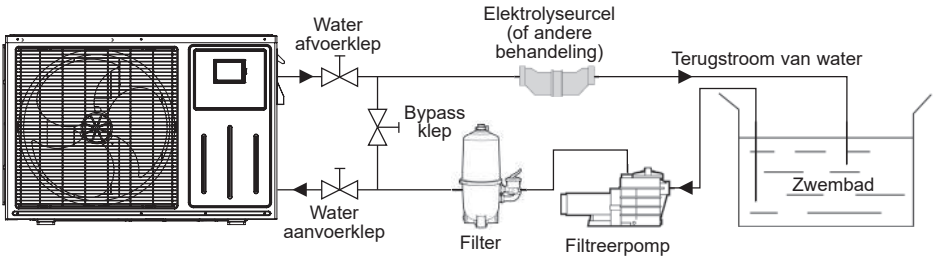 Water
afvoerklep
Elektrolyseurcel
(of andere
behandeling)
Terugstroom van water
Bypass
klep
Water
aanvoerklep
Filter
Filtreerpomp
Zwembad